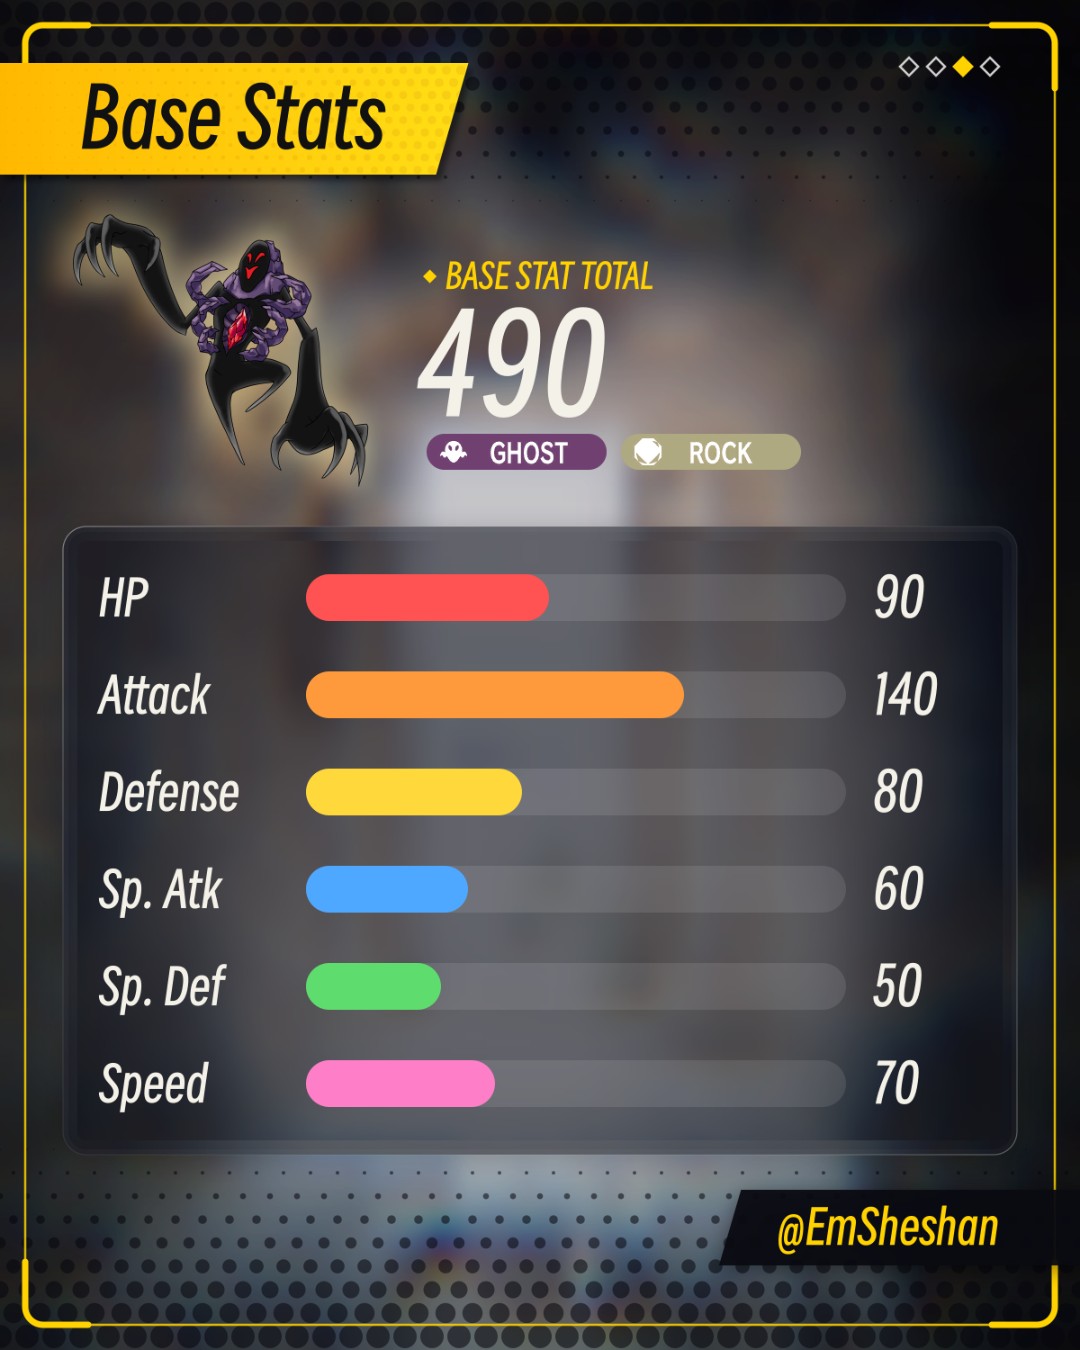 Base Stats
BASE STAT TOTAL
490
GHOST ROCK
HP 90
Attack 140
Defense 80
Sp. Atk 60
Sp. Def 50
Speed 70
@EmSheshan